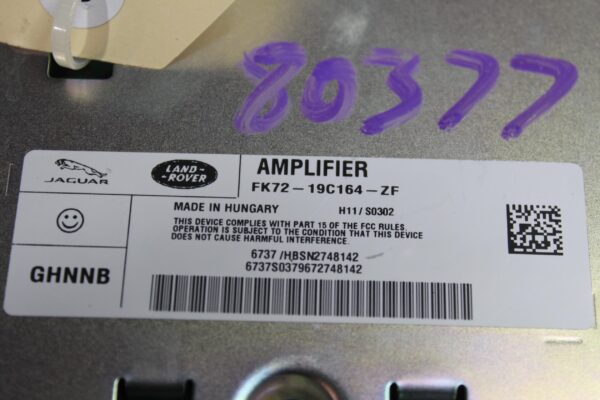 80377
JAGUAR
LAND-
-ROVER
AMPLIFIER
FK72-19C164-ZF
MADE IN HUNGARY H11/S0302
THIS DEVICE COMPLIES WITH PART 15 OF THE FCC RULES.
OPERATION IS SUBJECT TO THE CONDITION THAT THIS DEVICE
DOES NOT CAUSE HARMFUL INTERFERENCE.
GHNNB
6737/HBSN2748142
6737S0379672748142